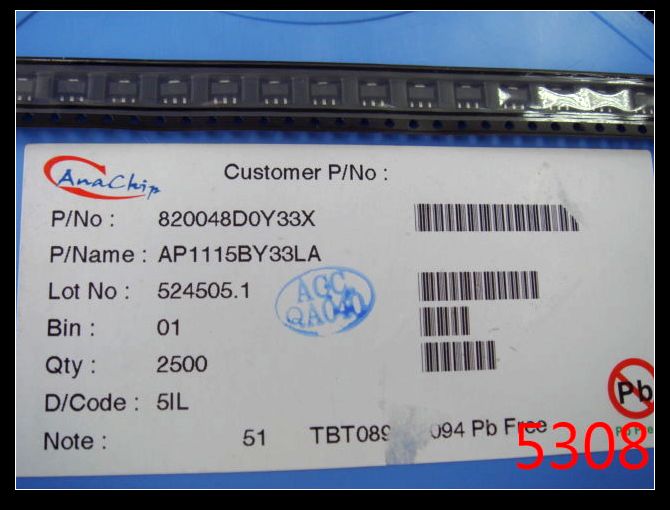 AnaChip
Customer P/No :
P/No : 820048D0Y33X
P/Name : AP1115BY33LA
Lot No : 524505.1
AGC
QA040
Bin : 01
Qty : 2500
D/Code : 5IL
Note : 51 TBT089 094 Pb Free
Pb
5308